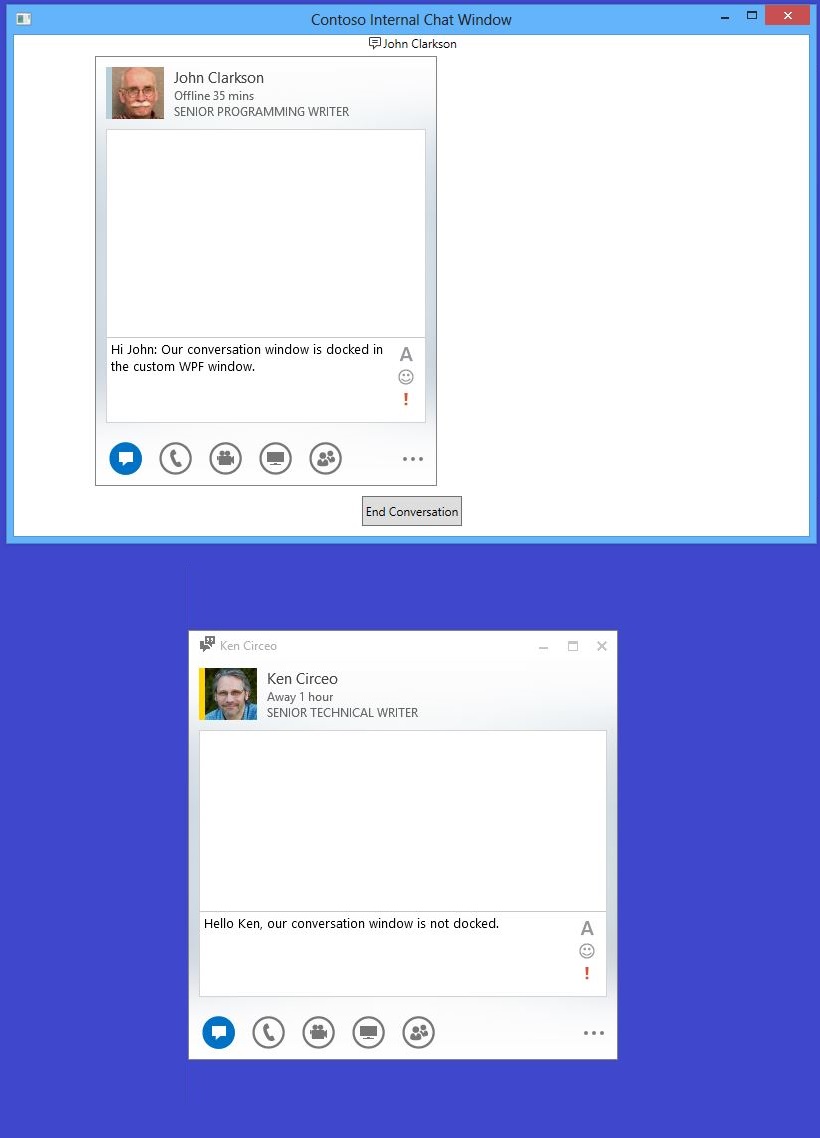 Contoso Internal Chat Window
John Clarkson
John Clarkson
Offline 35 mins
SENIOR PROGRAMMING WRITER
Hi John: Our conversation window is docked in
the custom WPF window.
A
!
End Conversation
Ken Circeo
Ken Circeo
Away 1 hour
SENIOR TECHNICAL WRITER
Hello Ken, our conversation window is not docked.
A
!